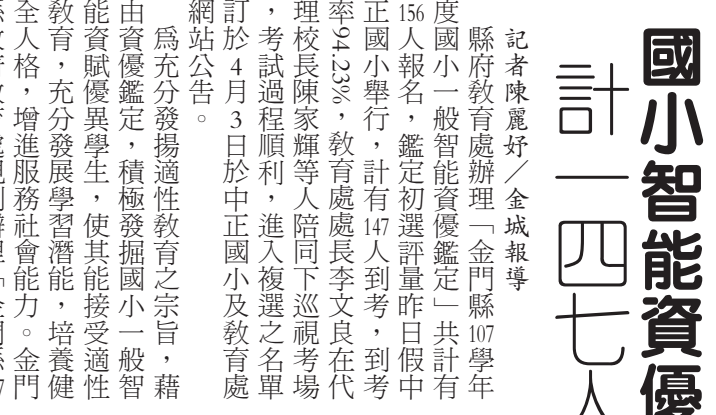 國小智能資優
計一四七人
記者陳麗妤／金城報導
縣府教育處辦理「金門縣107學年
度國小一般智能資優鑑定」共計有
156人報名，鑑定初選評量昨日假中
正國小舉行，計有147人到考，到考
率94.23%，教育處處長李文良在代
理校長陳家輝等人陪同下巡視考場
，考試過程順利，進入複選之名單
訂於4月3日於中正國小及教育處
網站公告。
為充分發揚適性教育之宗旨，藉
由資優鑑定，積極發掘國小一般智
能資賦優異學生，使其能接受適性
教育，充分發展學習潛能，培養健
全人格，增進服務社會能力。金門